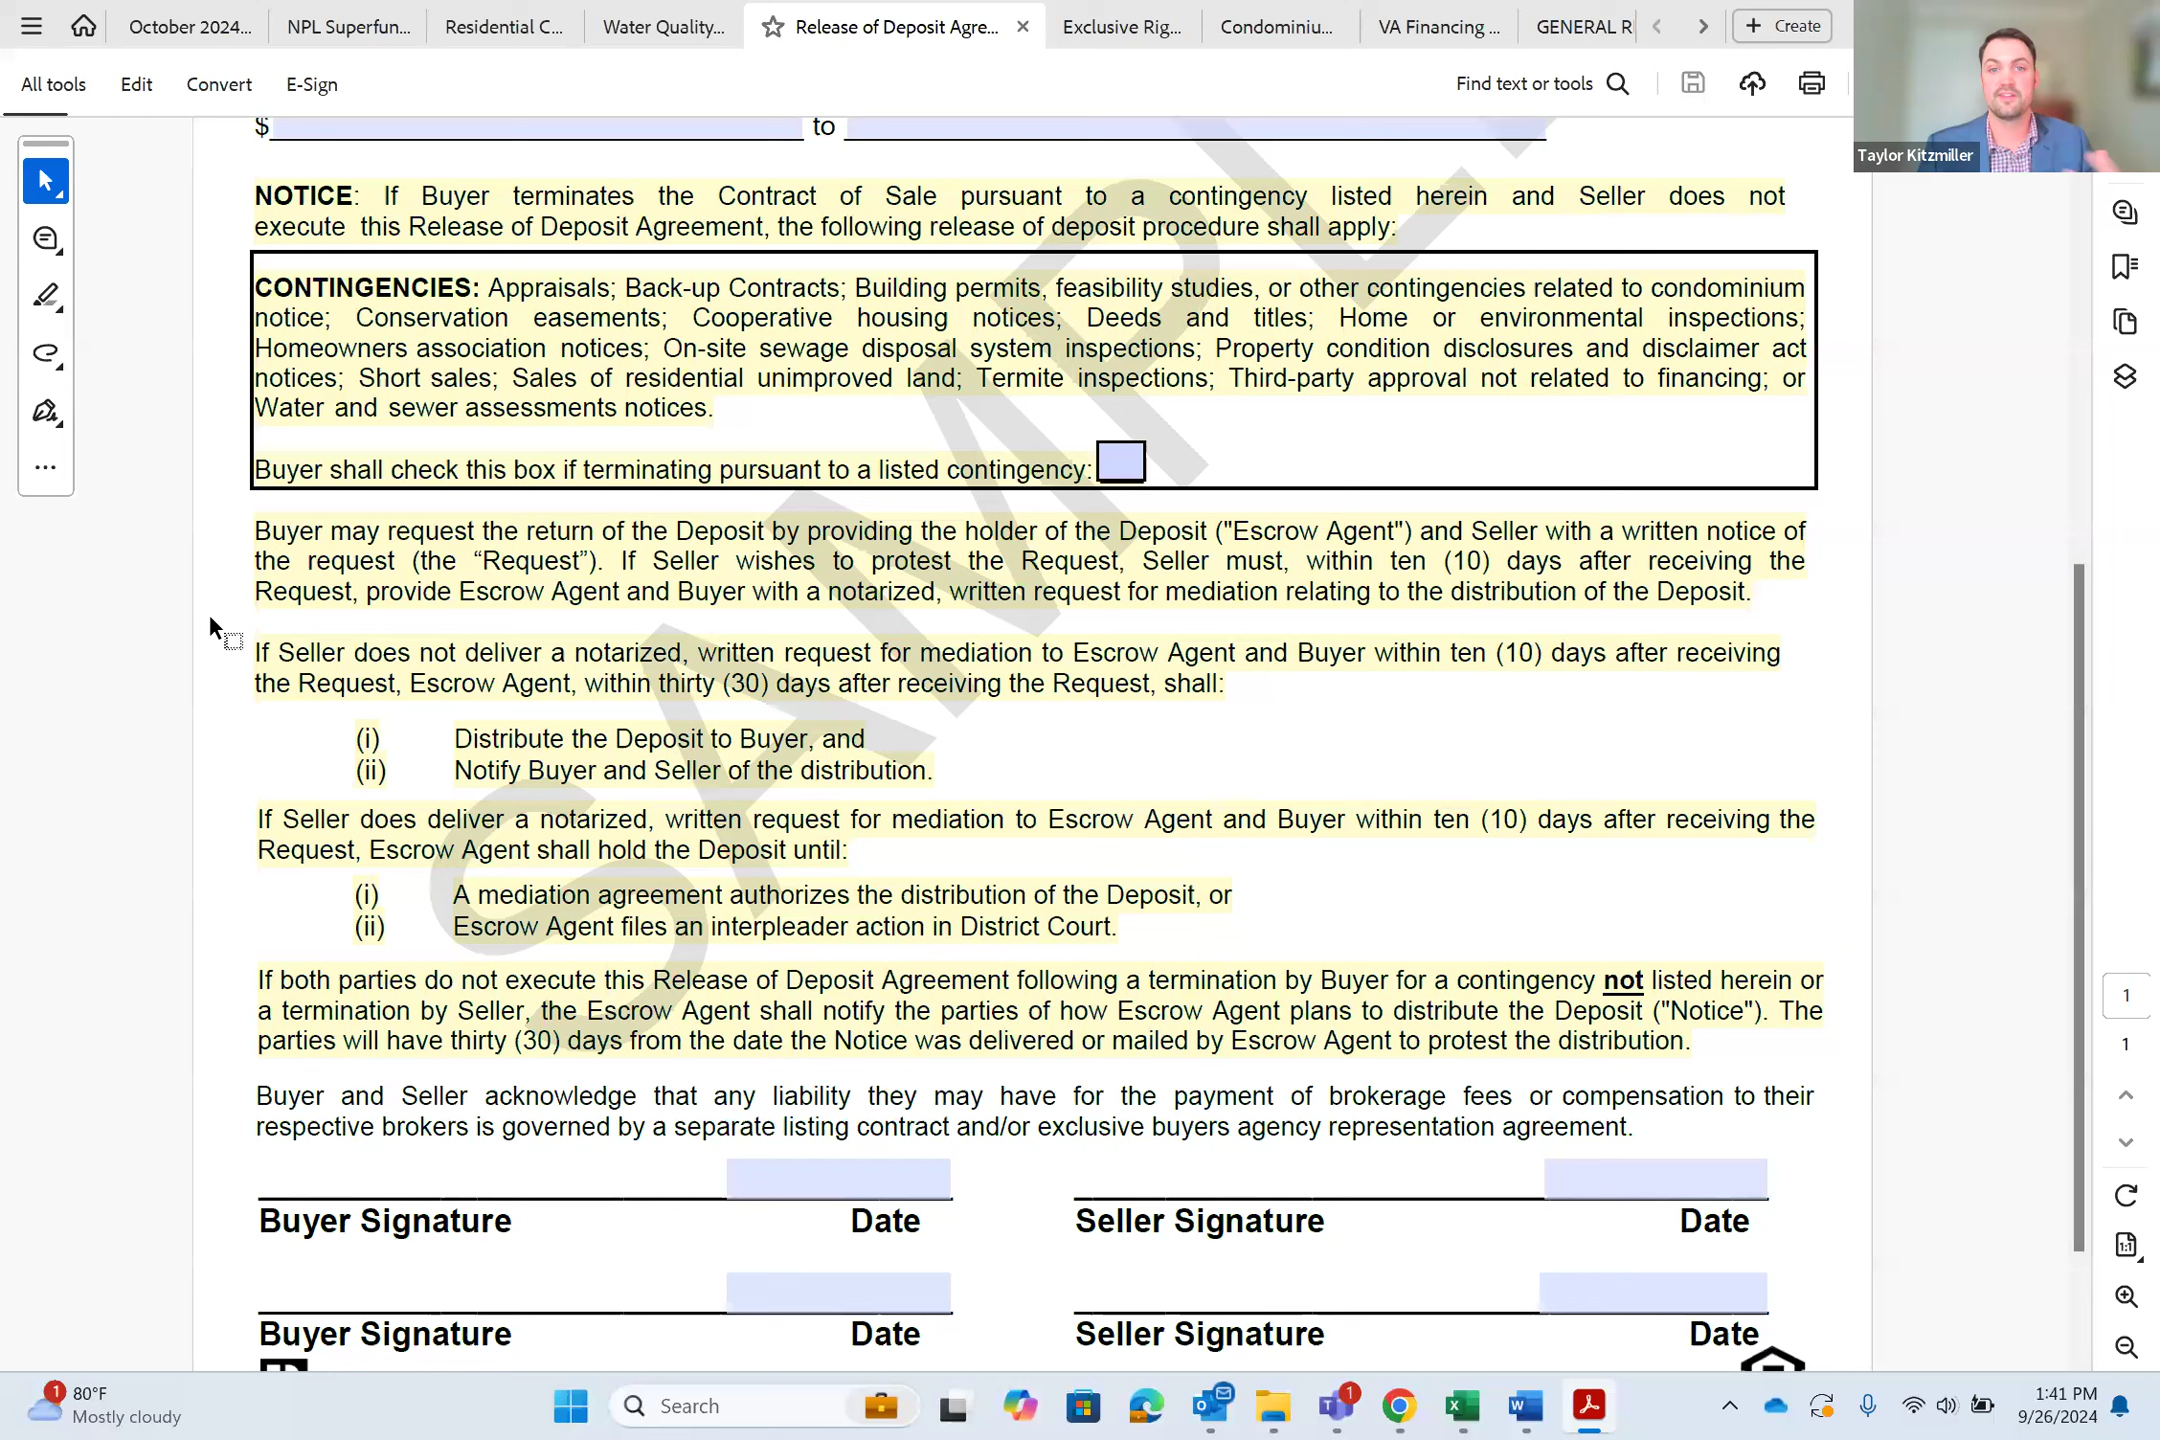 October 2024...
NPL Superfun...
Residential C...
Water Quality...
Release of Deposit Agre...
Exclusive Rig...
Condominiu...
VA Financing ...
GENERAL R
Create
All tools
Edit
Convert
E-Sign
Find text or tools
Taylor Kitzmiller
$ to
NOTICE: If Buyer terminates the Contract of Sale pursuant to a contingency listed herein and Seller does not
execute this Release of Deposit Agreement, the following release of deposit procedure shall apply:
CONTINGENCIES: Appraisals; Back-up Contracts; Building permits, feasibility studies, or other contingencies related to condominium
notice; Conservation easements; Cooperative housing notices; Deeds and titles; Home or environmental inspections;
Homeowners association notices; On-site sewage disposal system inspections; Property condition disclosures and disclaimer act
notices; Short sales; Sales of residential unimproved land; Termite inspections; Third-party approval not related to financing; or
Water and sewer assessments notices.
Buyer shall check this box if terminating pursuant to a listed contingency:
Buyer may request the return of the Deposit by providing the holder of the Deposit ("Escrow Agent") and Seller with a written notice of
the request (the “Request”). If Seller wishes to protest the Request, Seller must, within ten (10) days after receiving the
Request, provide Escrow Agent and Buyer with a notarized, written request for mediation relating to the distribution of the Deposit.
If Seller does not deliver a notarized, written request for mediation to Escrow Agent and Buyer within ten (10) days after receiving
the Request, Escrow Agent, within thirty (30) days after receiving the Request, shall:
(i) Distribute the Deposit to Buyer, and
(ii) Notify Buyer and Seller of the distribution.
If Seller does deliver a notarized, written request for mediation to Escrow Agent and Buyer within ten (10) days after receiving the
Request, Escrow Agent shall hold the Deposit until:
(i) A mediation agreement authorizes the distribution of the Deposit, or
(ii) Escrow Agent files an interpleader action in District Court.
If both parties do not execute this Release of Deposit Agreement following a termination by Buyer for a contingency not listed herein or
a termination by Seller, the Escrow Agent shall notify the parties of how Escrow Agent plans to distribute the Deposit ("Notice"). The
parties will have thirty (30) days from the date the Notice was delivered or mailed by Escrow Agent to protest the distribution.
Buyer and Seller acknowledge that any liability they may have for the payment of brokerage fees or compensation to their
respective brokers is governed by a separate listing contract and/or exclusive buyers agency representation agreement.
Buyer Signature Date Seller Signature Date
Buyer Signature Date Seller Signature Date
SAMPL
1
1
1:1
1
80°F
Mostly cloudy
Search
1
1:41 PM
9/26/2024